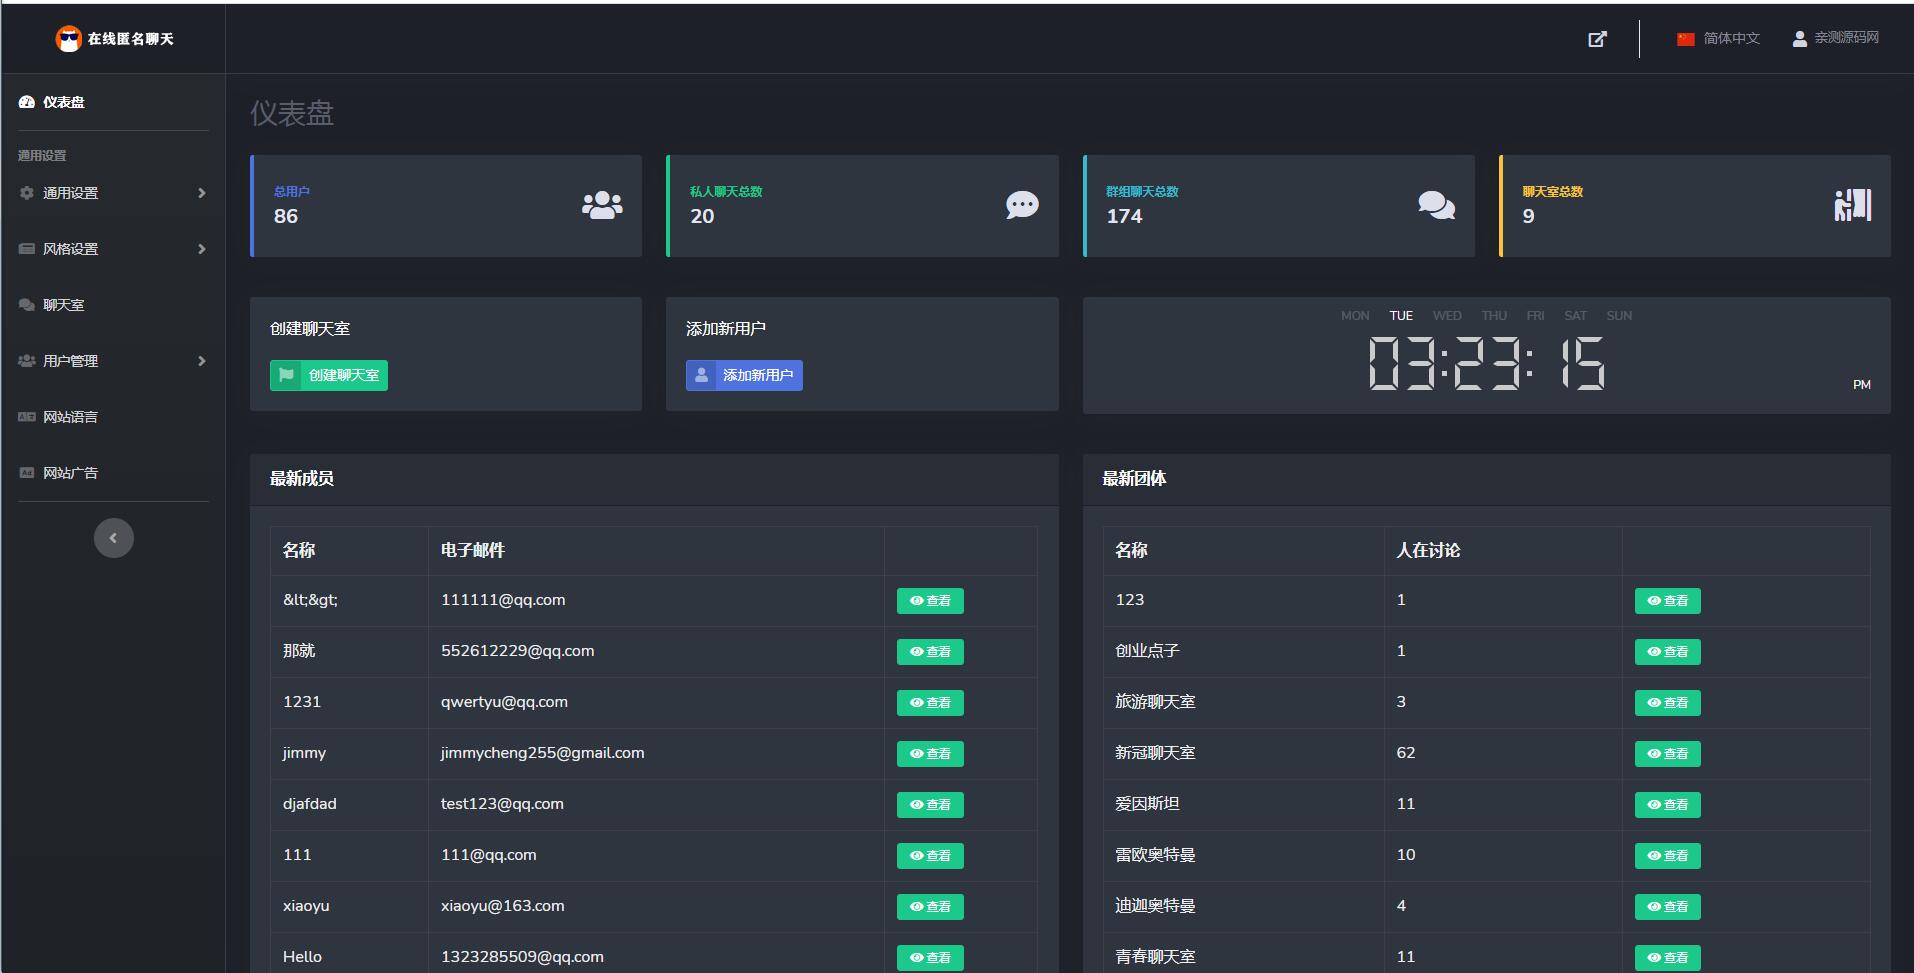 在线匿名聊天
简体中文
亲测源码网
仪表盘
通用设置
通用设置
风格设置
聊天室
用户管理
网站语言
网站广告
仪表盘
总用户
86
私人聊天总数
20
群组聊天总数
174
聊天室总数
9
创建聊天室
创建聊天室
添加新用户
添加新用户
MON TUE WED THU FRI SAT SUN
03:23:15
PM
最新成员
名称 电子邮件
&lt;&gt; 111111@qq.com 查看
那就 552612229@qq.com 查看
1231 qwertyu@qq.com 查看
jimmy jimmycheng255@gmail.com 查看
djafdad test123@qq.com 查看
111 111@qq.com 查看
xiaoyu xiaoyu@163.com 查看
Hello 1323285509@qq.com 查看
最新团体
名称 人在讨论
123 1 查看
创业点子 1 查看
旅游聊天室 3 查看
新冠聊天室 62 查看
爱因斯坦 11 查看
雷欧奥特曼 10 查看
迪迦奥特曼 4 查看
青春聊天室 11 查看